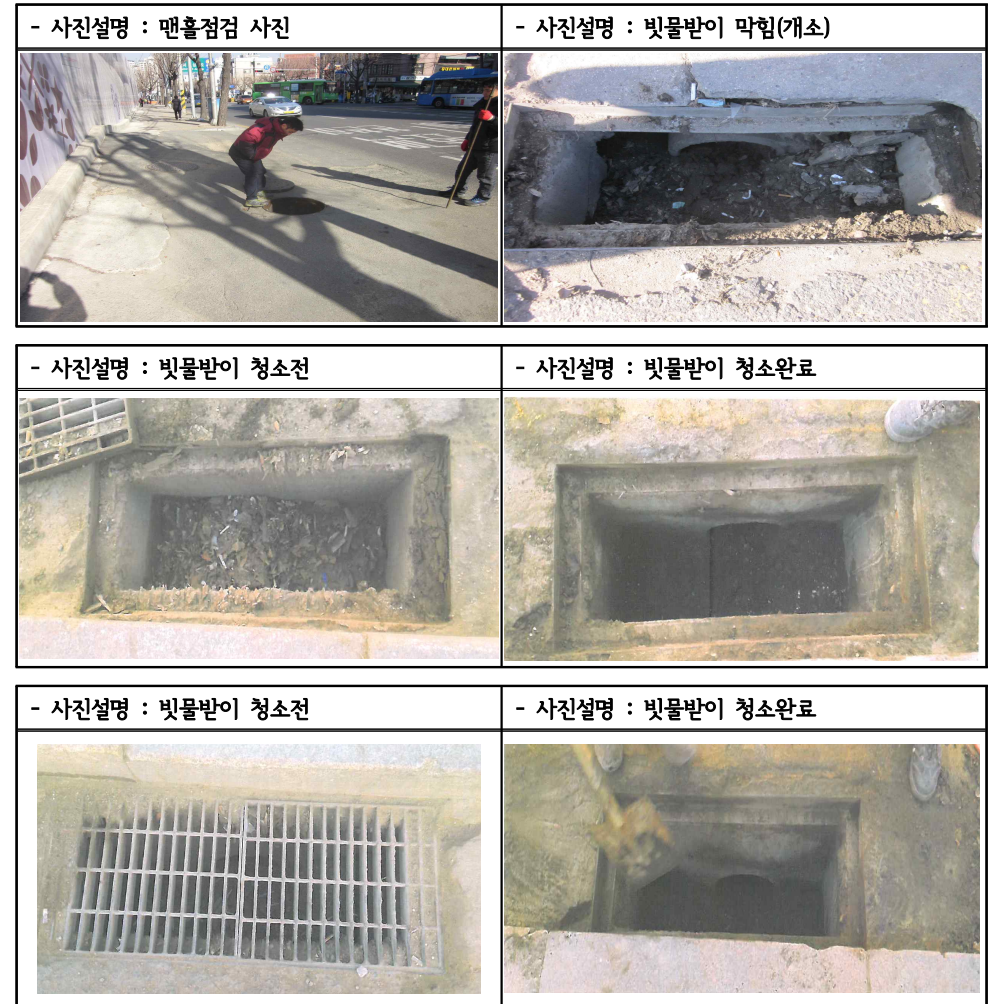 - 사진설명 : 맨홀점검 사진
- 사진설명 : 빗물받이 막힘(개소)
- 사진설명 : 빗물받이 청소전
- 사진설명 : 빗물받이 청소완료
- 사진설명 : 빗물받이 청소전
- 사진설명 : 빗물받이 청소완료